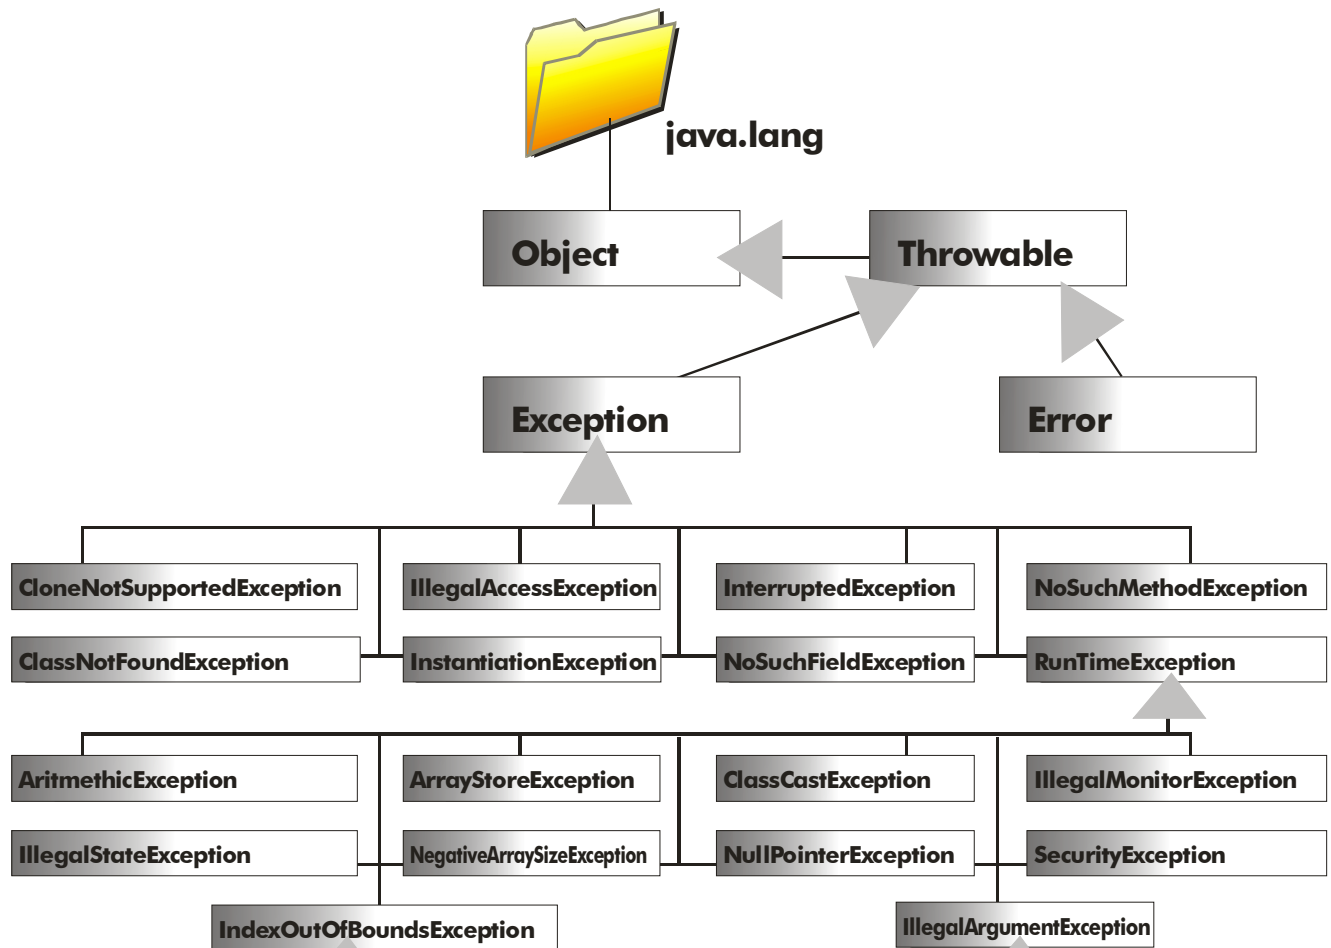 java.lang
Object
Throwable
Exception
Error
CloneNotSupportedException
IllegalAccessException
InterruptedException
NoSuchMethodException
ClassNotFoundException
InstantiationException
NoSuchFieldException
RunTimeException
AritmethicException
ArrayStoreException
ClassCastException
IllegalMonitorException
IllegalStateException
NegativeArraySizeException
NullPointerException
SecurityException
IndexOutOfBoundsException
IllegalArgumentException